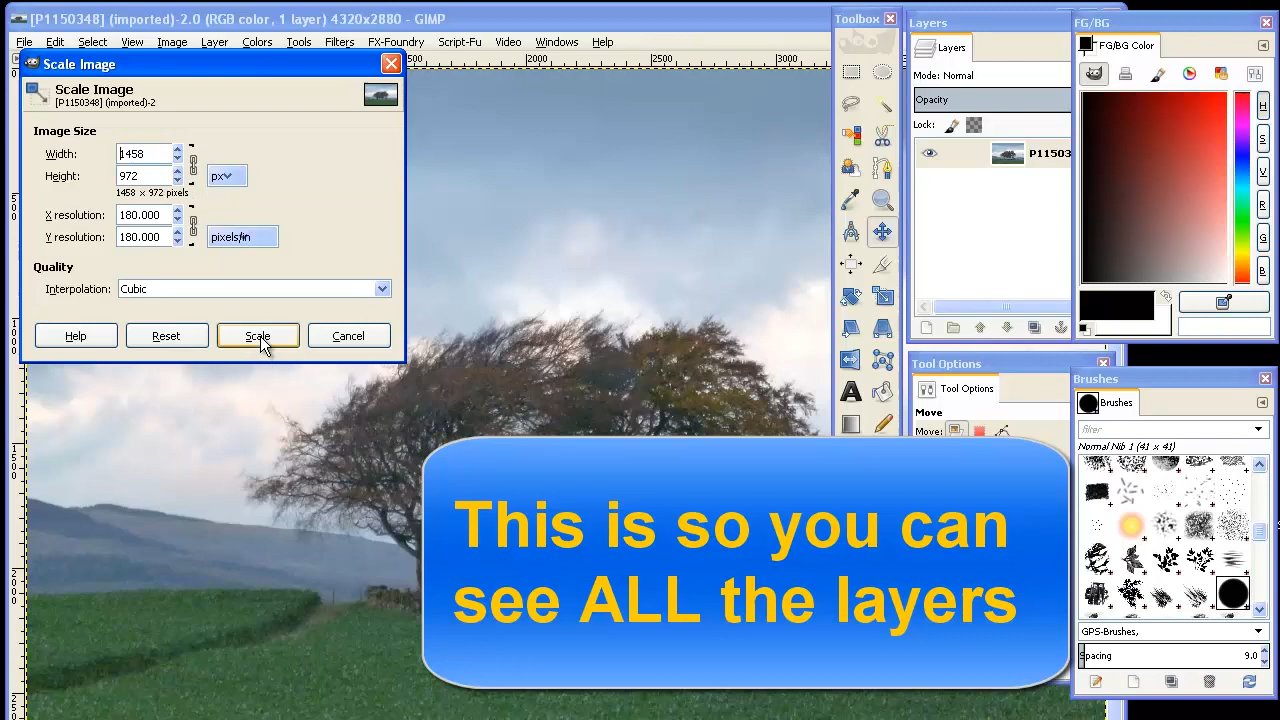 [P1150348] (imported)-2.0 (RGB color, 1 layer) 4320x2880 - GIMP
File Edit Select View Image Layer Colors Tools Filters FX-Foundry Script-Fu Video Windows Help
Scale Image
Scale Image
[P1150348] (imported)-2
Image Size
Width: 1458
Height: 972 px
1458 × 972 pixels
X resolution: 180.000
Y resolution: 180.000 pixels/in
Quality
Interpolation: Cubic
Help Reset Scale Cancel
2000 2500 3000
Toolbox
Layers
Layers
Mode: Normal
Opacity
Lock:
P11503
Tool Options
Tool Options
Move
Move:
FG/BG
FG/BG Color
H
S
V
R
G
B
Brushes
Brushes
filter
Normal Nib 1 (41 x 41)
GPS-Brushes,
Spacing 9.0
This is so you can
see ALL the layers